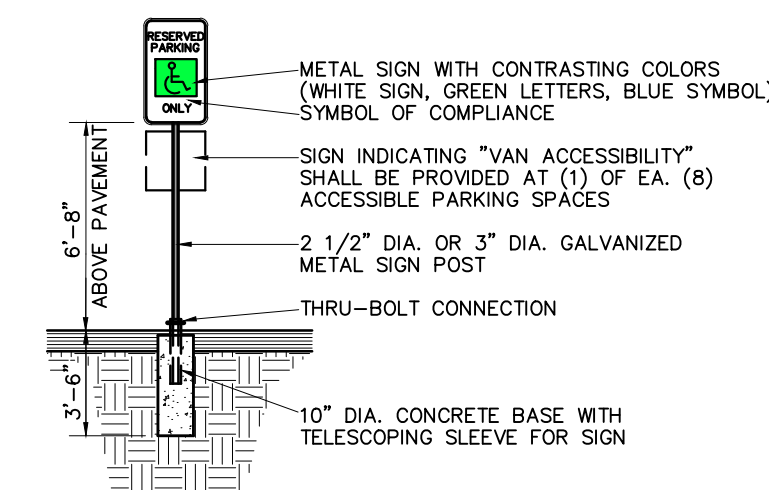 RESERVED
PARKING
ONLY
METAL SIGN WITH CONTRASTING COLORS
(WHITE SIGN, GREEN LETTERS, BLUE SYMBOL)
SYMBOL OF COMPLIANCE
SIGN INDICATING "VAN ACCESSIBILITY"
SHALL BE PROVIDED AT (1) OF EA. (8)
ACCESSIBLE PARKING SPACES
6'-8"
ABOVE PAVEMENT
2 1/2" DIA. OR 3" DIA. GALVANIZED
METAL SIGN POST
THRU-BOLT CONNECTION
3'-6"
10" DIA. CONCRETE BASE WITH
TELESCOPING SLEEVE FOR SIGN